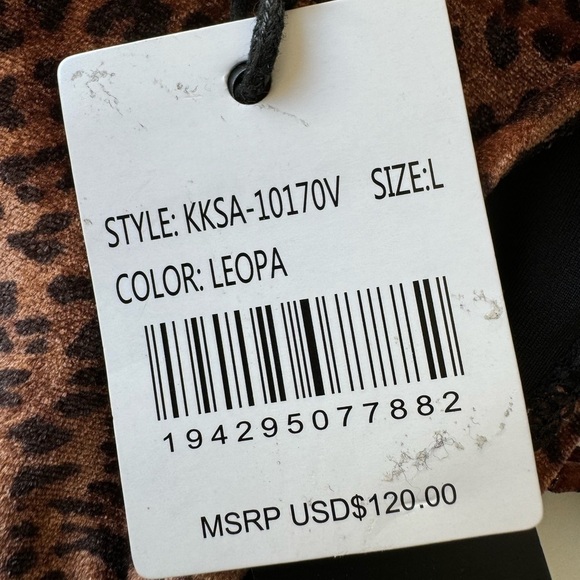 STYLE: KKSA-10170V SIZE:L
COLOR: LEOPA
194295077882
MSRP USD$120.00